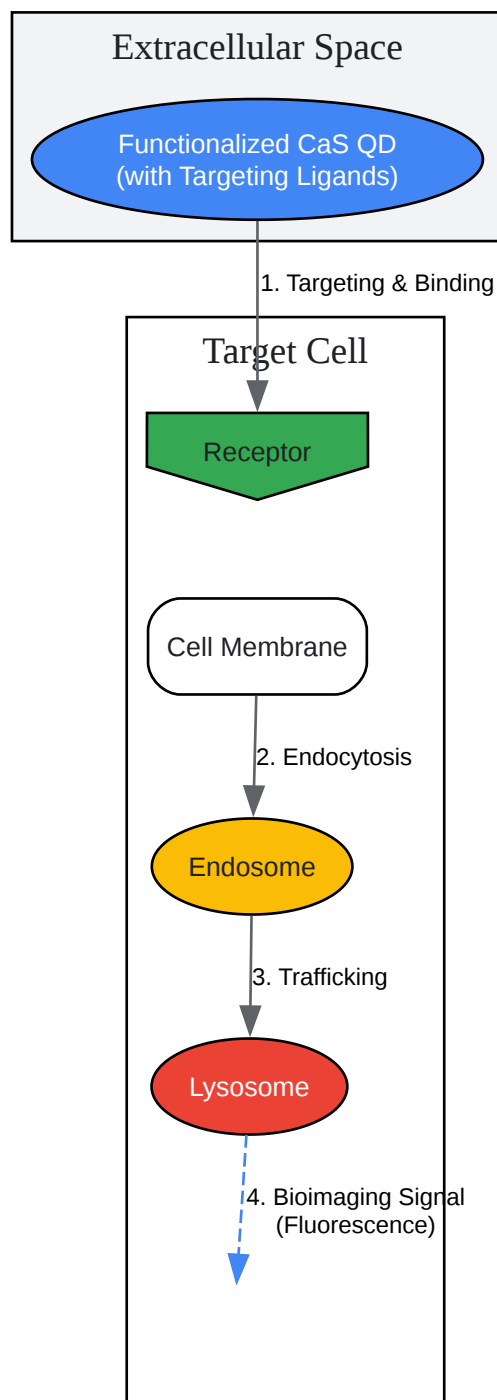 Extracellular Space
Functionalized CaS QD
(with Targeting Ligands)
1. Targeting & Binding
Target Cell
Receptor
Cell Membrane
2. Endocytosis
Endosome
3. Trafficking
Lysosome
4. Bioimaging Signal
(Fluorescence)